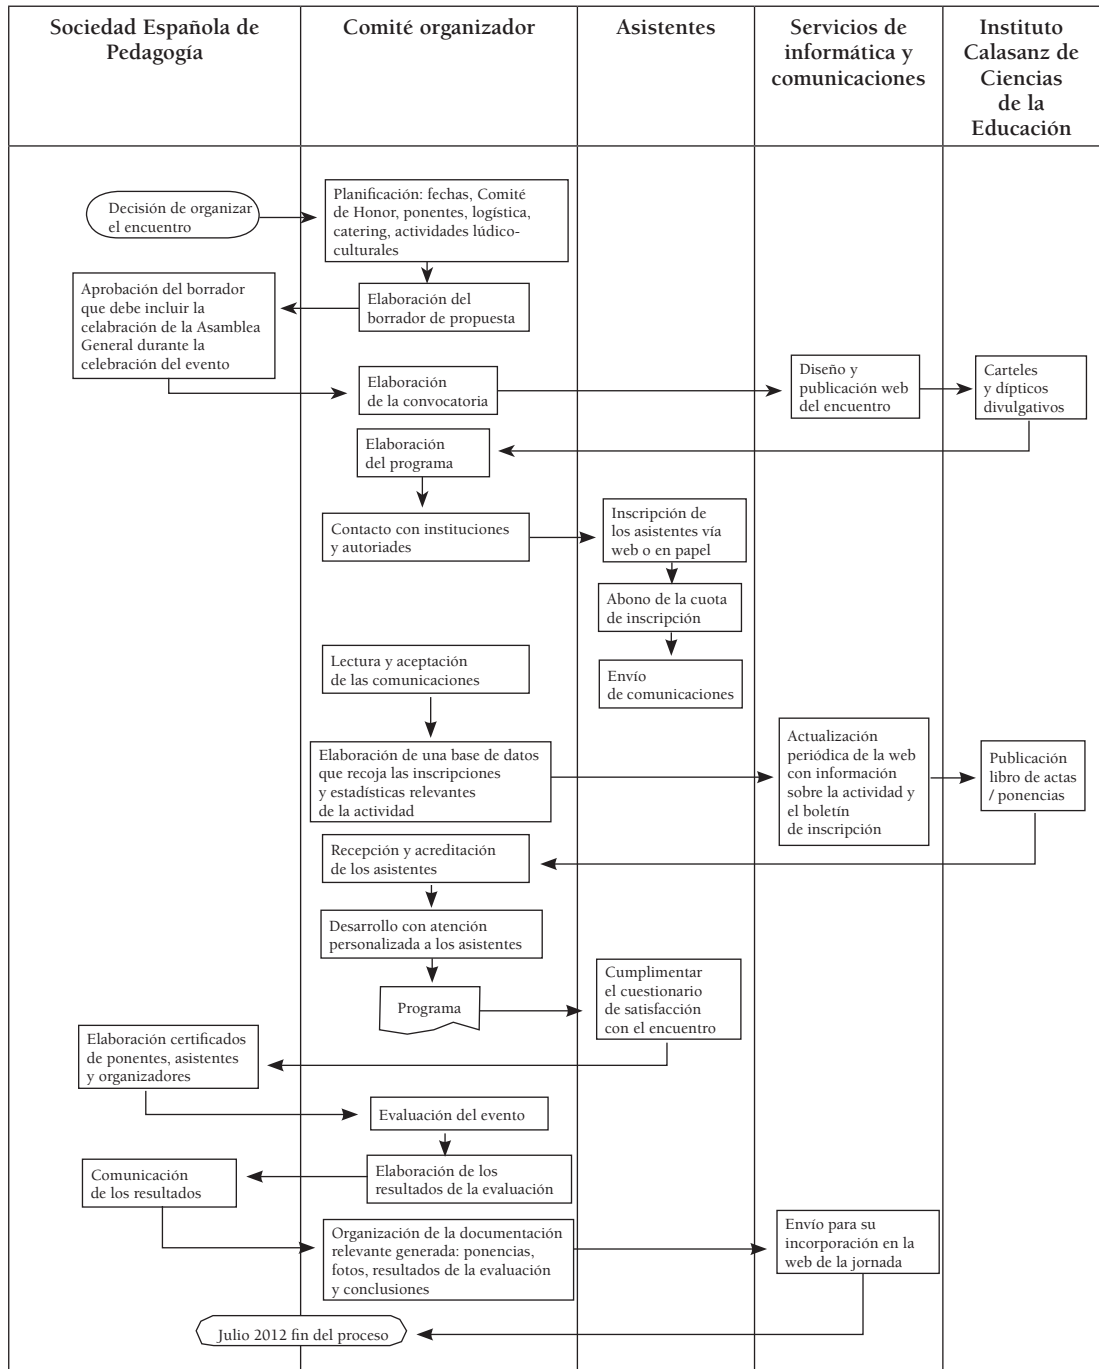 Sociedad Española de
Pedagogía
Comité organizador
Asistentes
Servicios de
informática y
comunicaciones
Instituto
Calasanz de
Ciencias
de la
Educación
Decisión de organizar
el encuentro
Planificación: fechas, Comité
de Honor, ponentes, logística,
catering, actividades lúdico-
culturales
Elaboración del
borrador de propuesta
Aprobación del borrador
que debe incluir la
celabración de la Asamblea
General durante la
celebración del evento
Elaboración
de la convocatoria
Diseño y
publicación web
del encuentro
Carteles
y dípticos
divulgativos
Elaboración
del programa
Contacto con instituciones
y autoriades
Inscripción de
los asistentes vía
web o en papel
Abono de la cuota
de inscripción
Envío
de comunicaciones
Lectura y aceptación
de las comunicaciones
Elaboración de una base de datos
que recoja las inscripciones
y estadísticas relevantes
de la actividad
Actualización
periódica de la web
con información
sobre la actividad y
el boletín
de inscripción
Publicación
libro de actas
/ ponencias
Recepción y acreditación
de los asistentes
Desarrollo con atención
personalizada a los asistentes
Programa
Cumplimentar
el cuestionario
de satisfacción
con el encuentro
Elaboración certificados
de ponentes, asistentes
y organizadores
Evaluación del evento
Elaboración de los
resultados de la evaluación
Comunicación
de los resultados
Organización de la documentación
relevante generada: ponencias,
fotos, resultados de la evaluación
y conclusiones
Envío para su
incorporación en la
web de la jornada
Julio 2012 fin del proceso